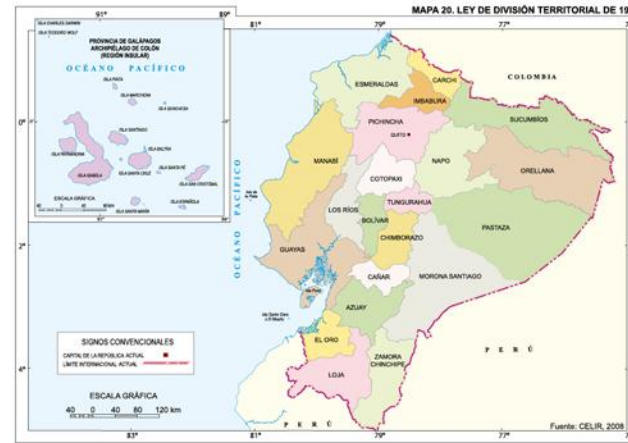 MAPA 20. LEY DE DIVISIÓN TERRITORIAL DE 19
91°
89°
81°
79°
77°
ISLA CHARLES DARWIN
ISLA TEODORO WOLF
PROVINCIA DE GALÁPAGOS
ARCHIPIÉLAGO DE COLÓN
(REGIÓN INSULAR)
OCÉANO PACÍFICO
ISLA PINTA
ISLA MARCHENA
ISLA GENOVESA
ISLA SANTIAGO
ISLA BALTRA
ISLA FERNANDINA
ISLA SANTA CRUZ
ISLA SANTA FÉ
ISLA ISABELA
ISLA SAN CRISTÓBAL
ISLA SANTA MARÍA
ISLA ESPAÑOLA
ESCALA GRÁFICA
91°
0°
2°
4°
OCÉANO PACÍFICO
COLOMBIA
ESMERALDAS
CARCHI
IMBABURA
SUCUMBÍOS
PICHINCHA
QUITO
NAPO
ORELLANA
MANABÍ
COTOPAXI
TUNGURAHUA
LOS RÍOS
BOLÍVAR
PASTAZA
GUAYAS
CHIMBORAZO
CAÑAR
MORONA SANTIAGO
AZUAY
EL ORO
ZAMORA
CHINCHIPE
LOJA
PERÚ
PERÚ
SIGNOS CONVENCIONALES
CAPITAL DE LA REPÚBLICA ACTUAL
LÍMITE INTERNACIONAL ACTUAL
ESCALA GRÁFICA
40 0 40 80 120 km
Fuente: CELIR, 2008
83°
81°
79°
77°